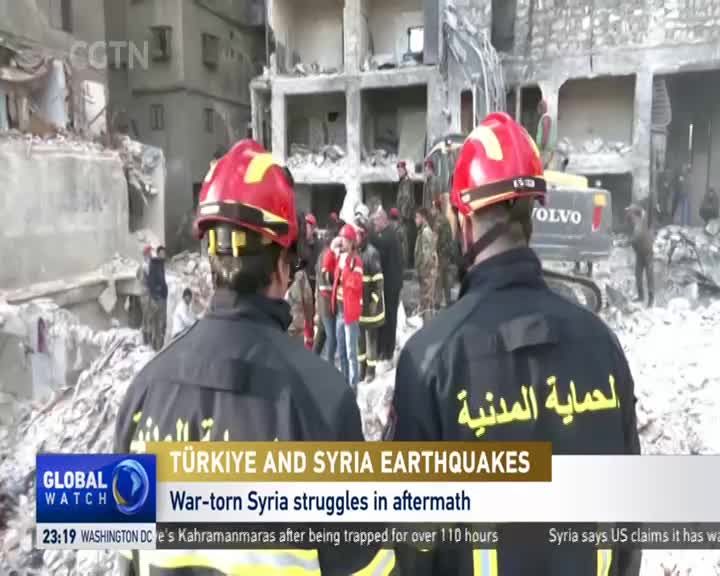 CGTN
VOLVO
الحماية المدنية
المدنية
TÜRKIYE AND SYRIA EARTHQUAKES
GLOBAL
WATCH
War-torn Syria struggles in aftermath
23:19 WASHINGTON DC
e's Kahramanmaras after being trapped for over 110 hours Syria says US claims it has wa